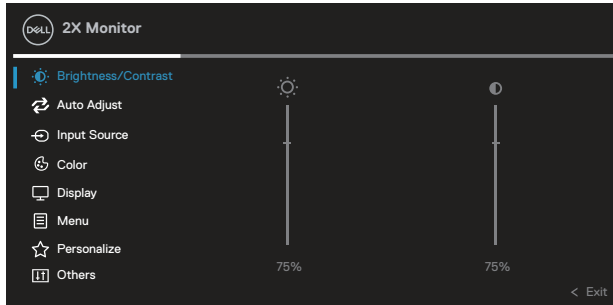 DELL 2X Monitor
Brightness/Contrast
Auto Adjust
Input Source
Color
Display
Menu
Personalize
Others
75% 75%
< Exit